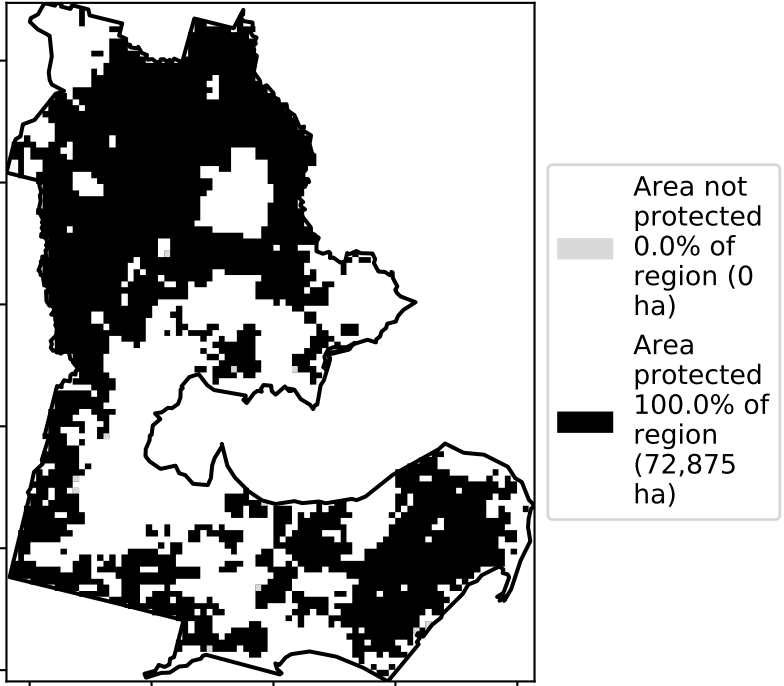 Area not
protected
0.0% of
region (0
ha)
Area
protected
100.0% of
region
(72,875
ha)